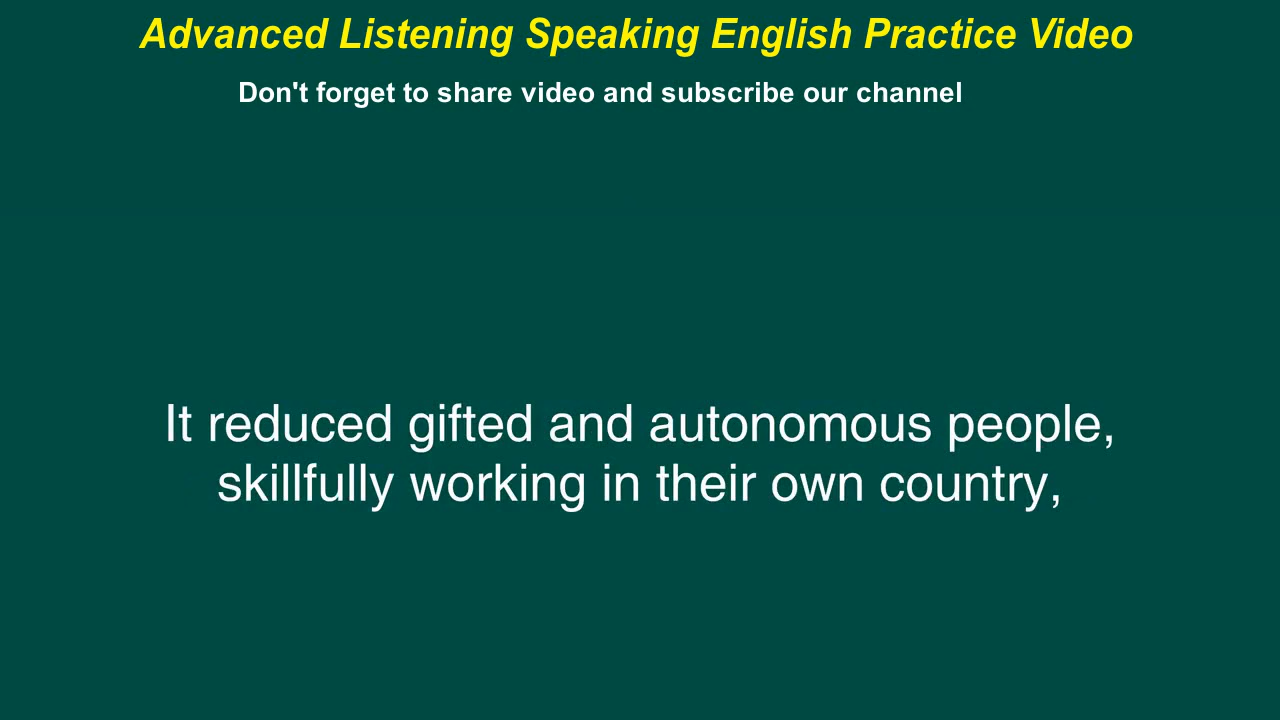 Advanced Listening Speaking English Practice Video
Don't forget to share video and subscribe our channel
It reduced gifted and autonomous people,
skillfully working in their own country,